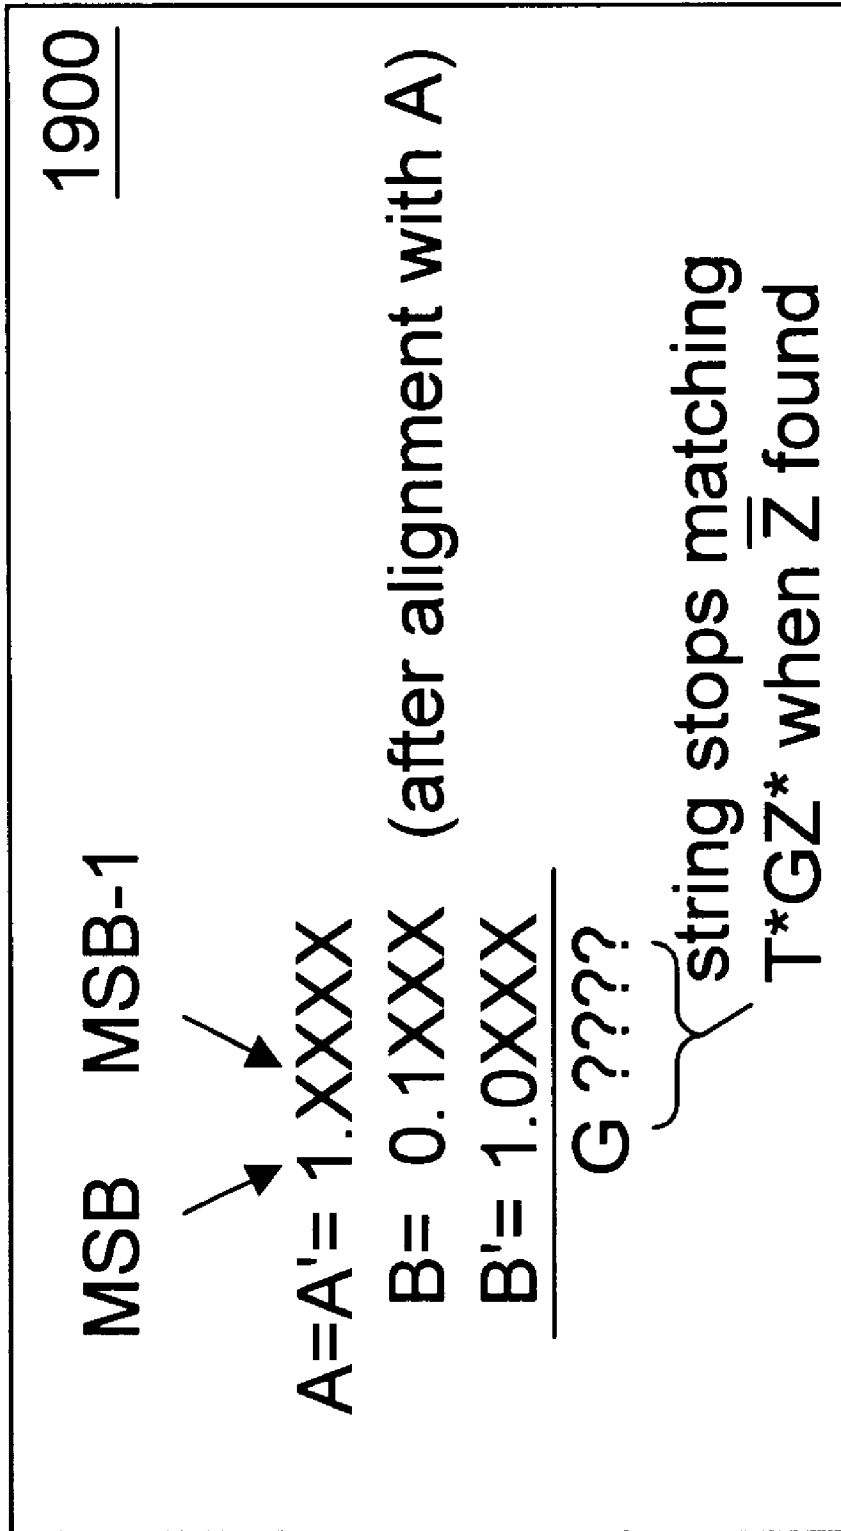 1900
MSB MSB-1
A=A'= 1.XXXX
B= 0.1XXX (after alignment with A)
B'= 1.0XXX
G ????
string stops matching
T*GZ* when Z̿ found